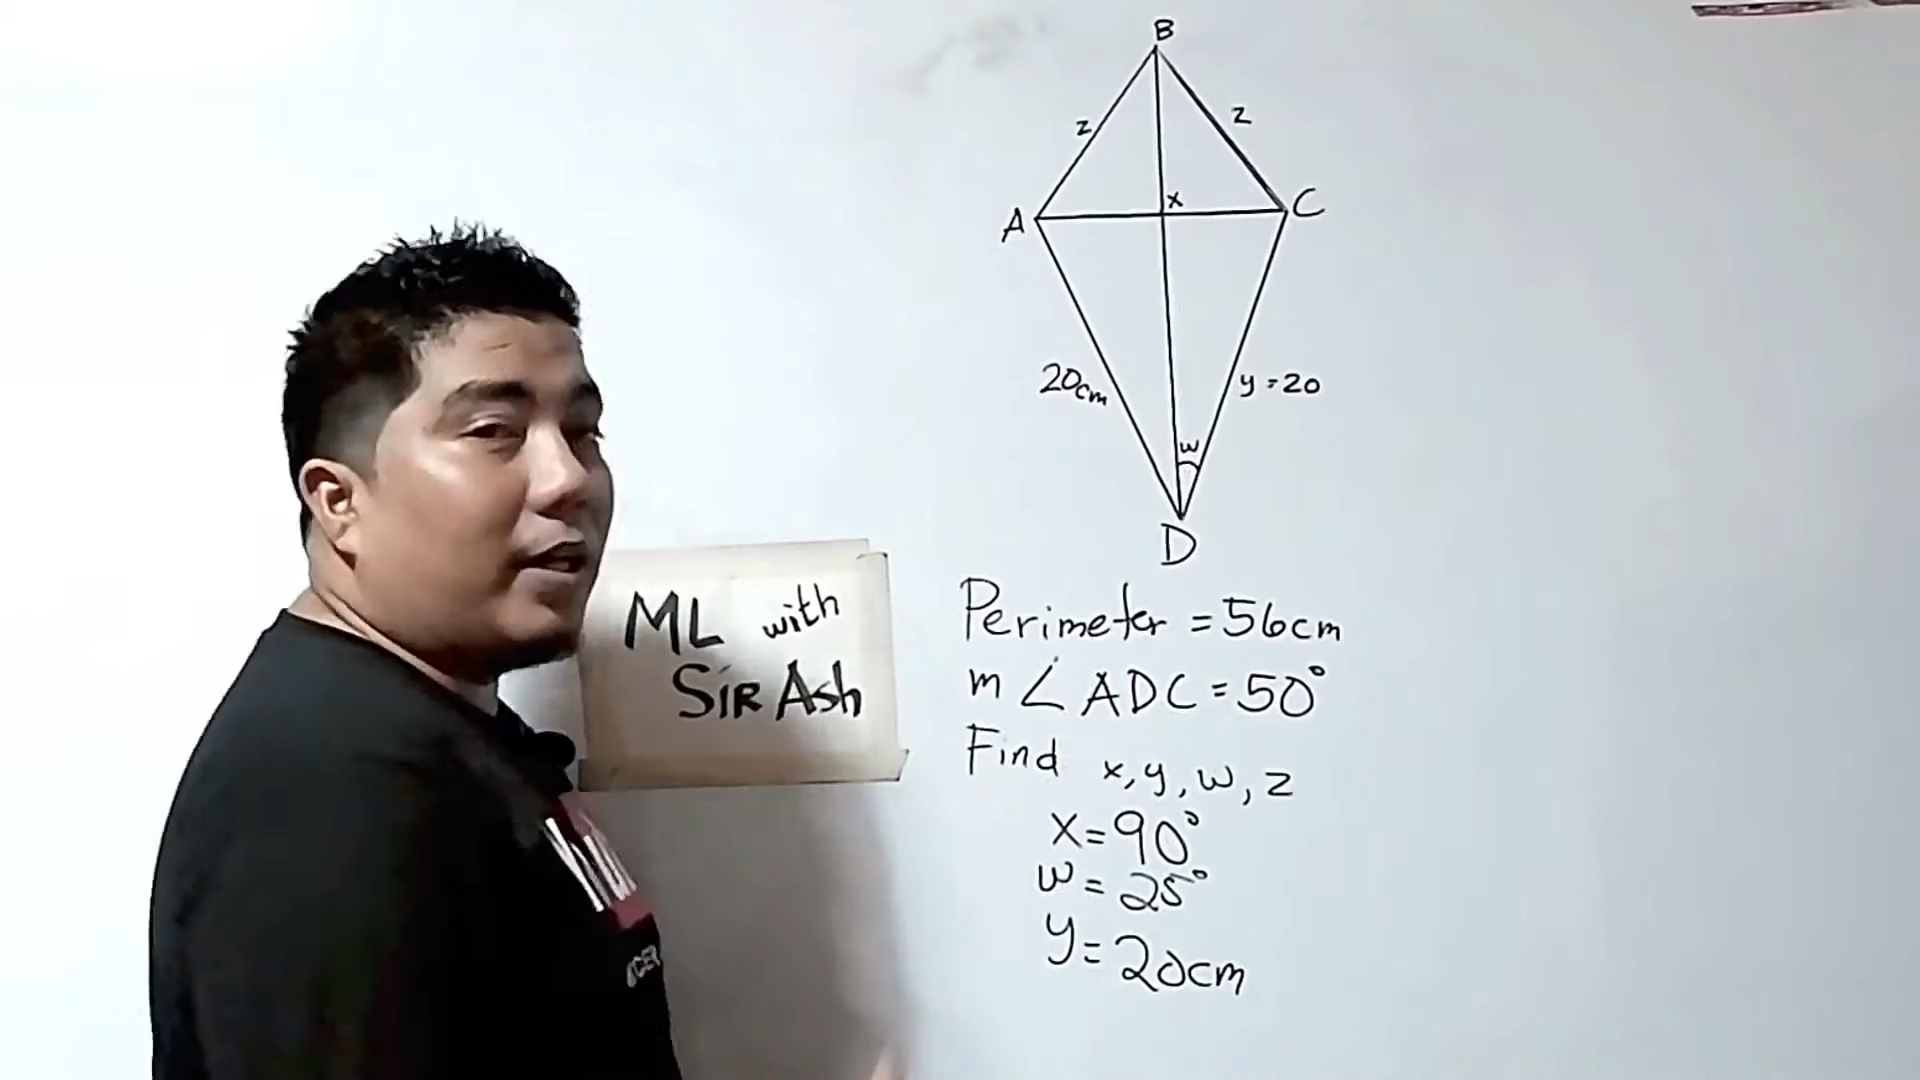 B
z
z
x
A
C
20cm
y = 20
w
D
ML with
Sir Ash
Perimeter = 56cm
m ∠ ADC = 50°
Find x, y, w, z
x = 90°
w = 25°
y = 20cm